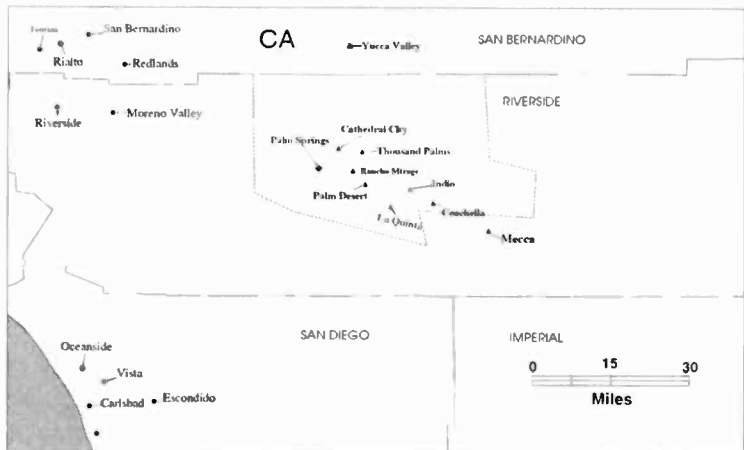 San Bernardino
CA
Yucca Valley
SAN BERNARDINO
Fontana
Rialto
Redlands
RIVERSIDE
Riverside
Moreno Valley
Cathedral City
Palm Springs
Thousand Palms
Rancho Mirage
Palm Desert
Indio
La Quinta
Coachella
Mecca
SAN DIEGO
IMPERIAL
Oceanside
Vista
Carlsbad
Escondido
0 15 30
Miles